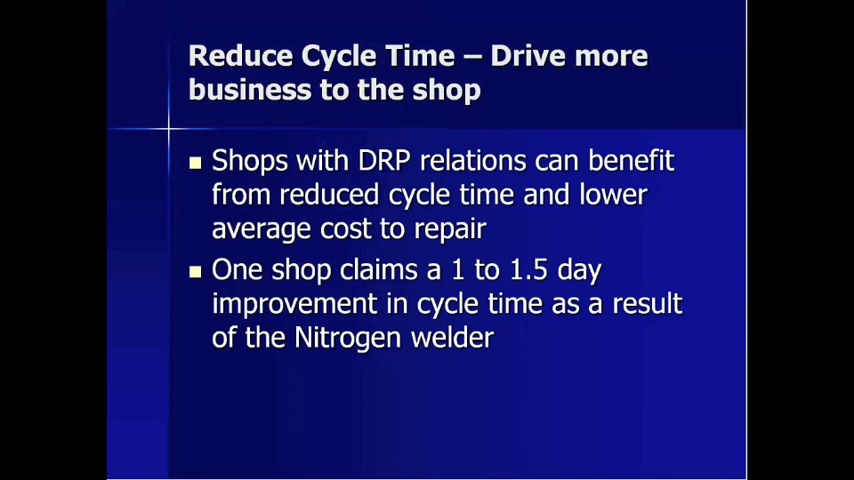 Reduce Cycle Time – Drive more
business to the shop
Shops with DRP relations can benefit
from reduced cycle time and lower
average cost to repair
One shop claims a 1 to 1.5 day
improvement in cycle time as a result
of the Nitrogen welder